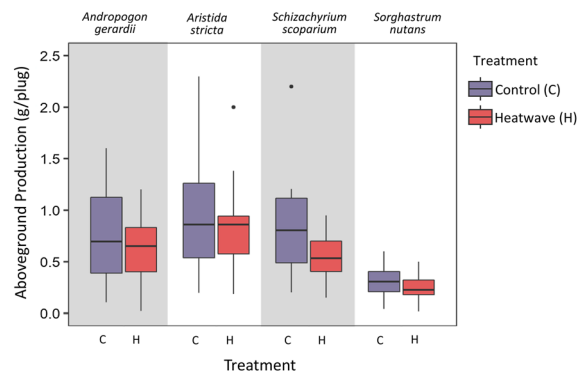 Andropogon
gerardii
Aristida
stricta
Schizachyrium
scoparium
Sorghastrum
nutans
Aboveground Production (g/plug)
2.5
2.0
1.5
1.0
0.5
0.0
C H C H C H C H
Treatment
Treatment
Control (C)
Heatwave (H)